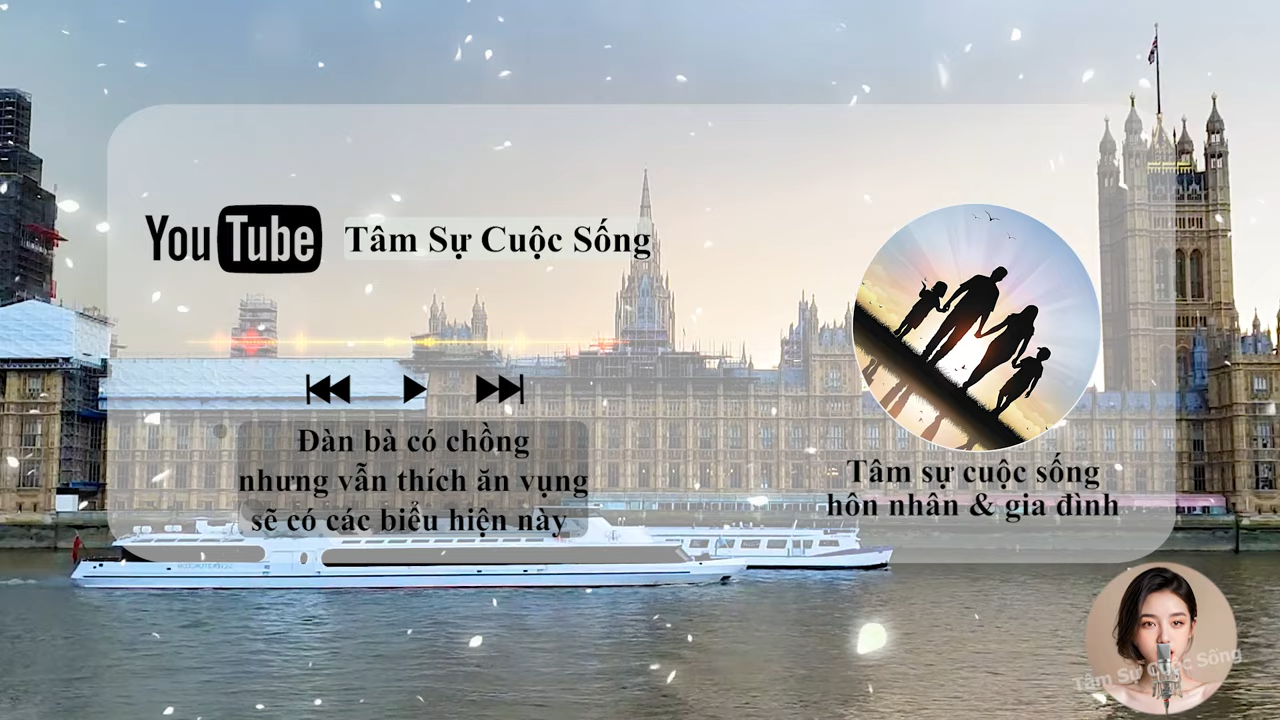 YouTube Tâm Sự Cuộc Sống
Đàn bà có chồng
nhưng vẫn thích ăn vụng
sẽ có các biểu hiện này
Tâm sự cuộc sống
hôn nhân & gia đình
Tâm Sự Cuộc Sống